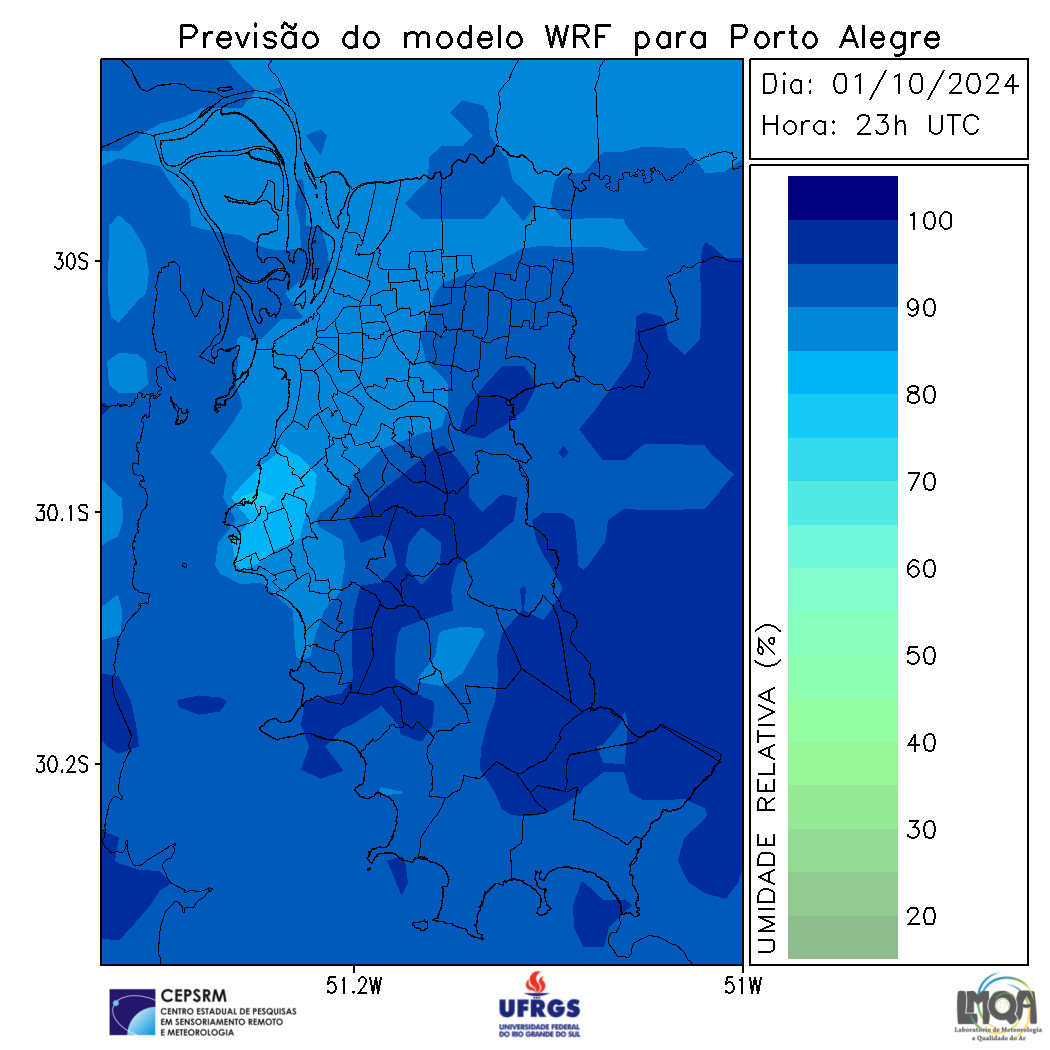 Previsão do modelo WRF para Porto Alegre
Dia: 01/10/2024
Hora: 23h UTC
30S
30.1S
30.2S
51.2W
51W
100
90
80
70
60
50
40
30
20
UMIDADE RELATIVA (%)
CEPSRM
CENTRO ESTADUAL DE PESQUISAS
EM SENSORIAMENTO REMOTO
E METEOROLOGIA
UFRGS
UNIVERSIDADE FEDERAL
DO RIO GRANDE DO SUL
LMQA
Laboratório de Meteorologia
e Qualidade do Ar